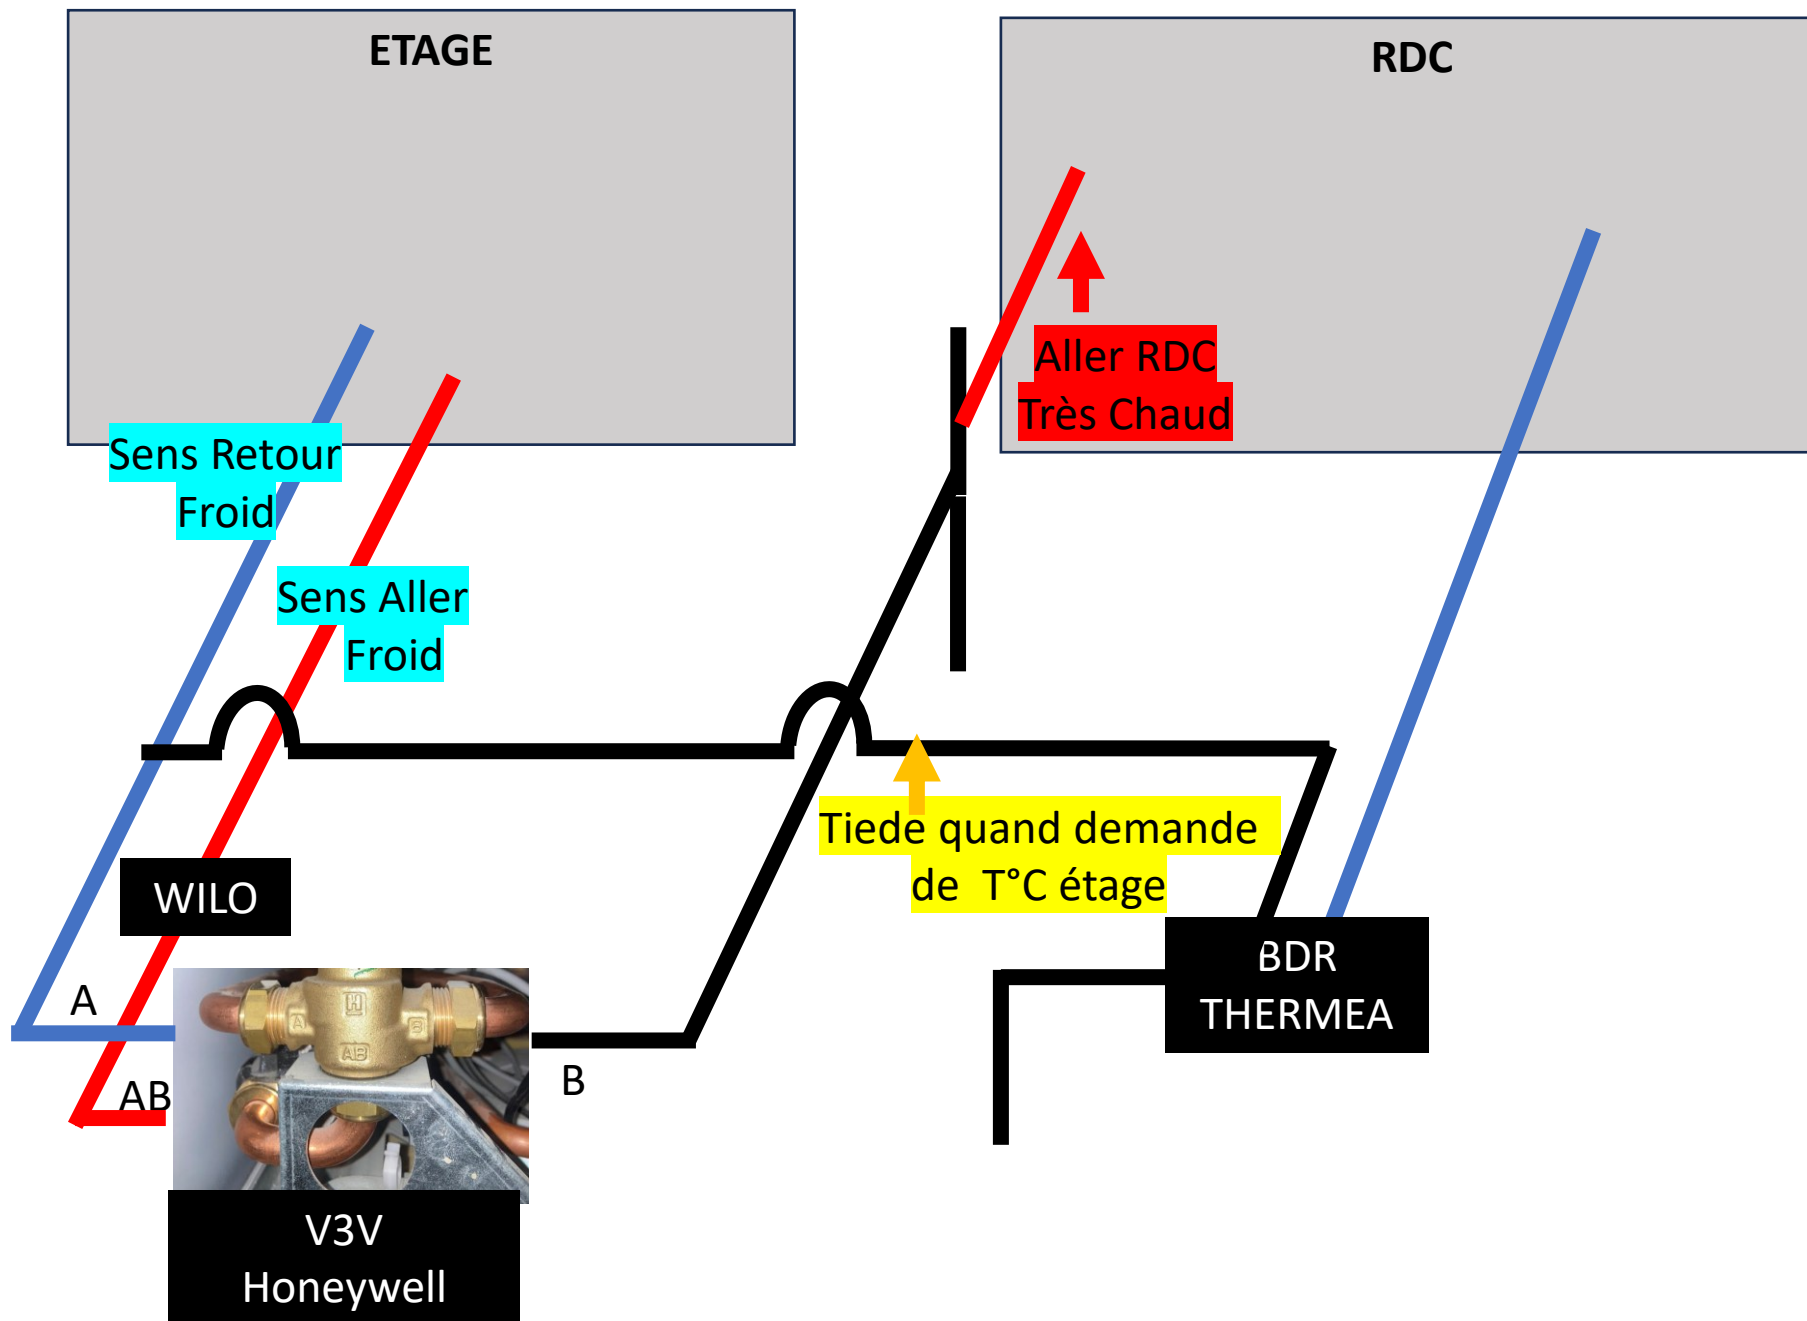 ETAGE
RDC
Aller RDC
Très Chaud
Sens Retour
Froid
Sens Aller
Froid
Tiede quand demande
de T°C étage
WILO
BDR
THERMEA
A
H
A
B
AB
AB
B
V3V
Honeywell